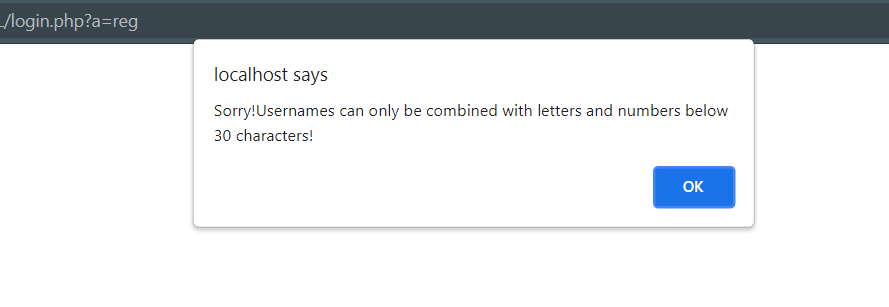 /login.php?a=reg
localhost says
Sorry!Usernames can only be combined with letters and numbers below
30 characters!
OK